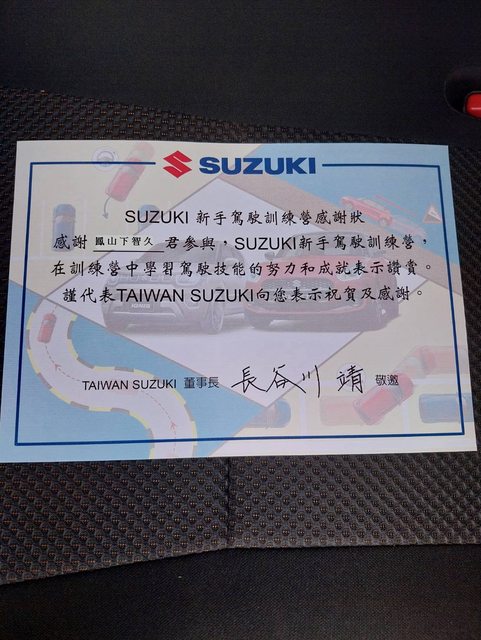 SUZUKI
SUZUKI 新手駕駛訓練營感謝狀
感謝 鳳山下智久 君參與，SUZUKI新手駕駛訓練營，
在訓練營中學習駕駛技能的努力和成就表示讚賞。
謹代表TAIWAN SUZUKI向您表示祝賀及感謝。
TAIWAN SUZUKI 董事長 長谷川 靖 敬邀